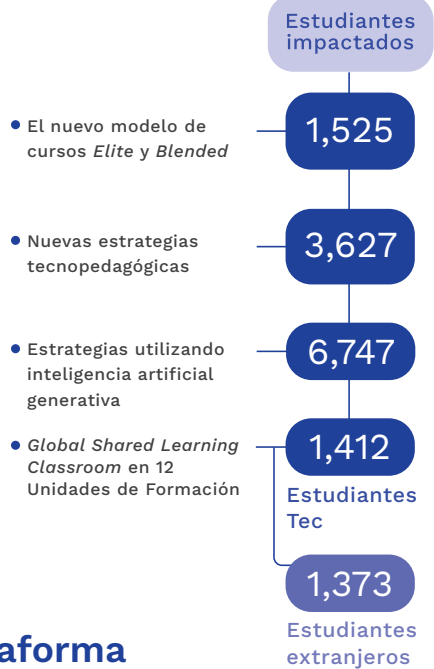 Estudiantes
impactados
El nuevo modelo de
cursos Elite y Blended
1,525
Nuevas estrategias
tecnopedagógicas
3,627
Estrategias utilizando
inteligencia artificial
generativa
6,747
Global Shared Learning
Classroom en 12
Unidades de Formación
1,412
Estudiantes
Tec
1,373
Estudiantes
extranjeros